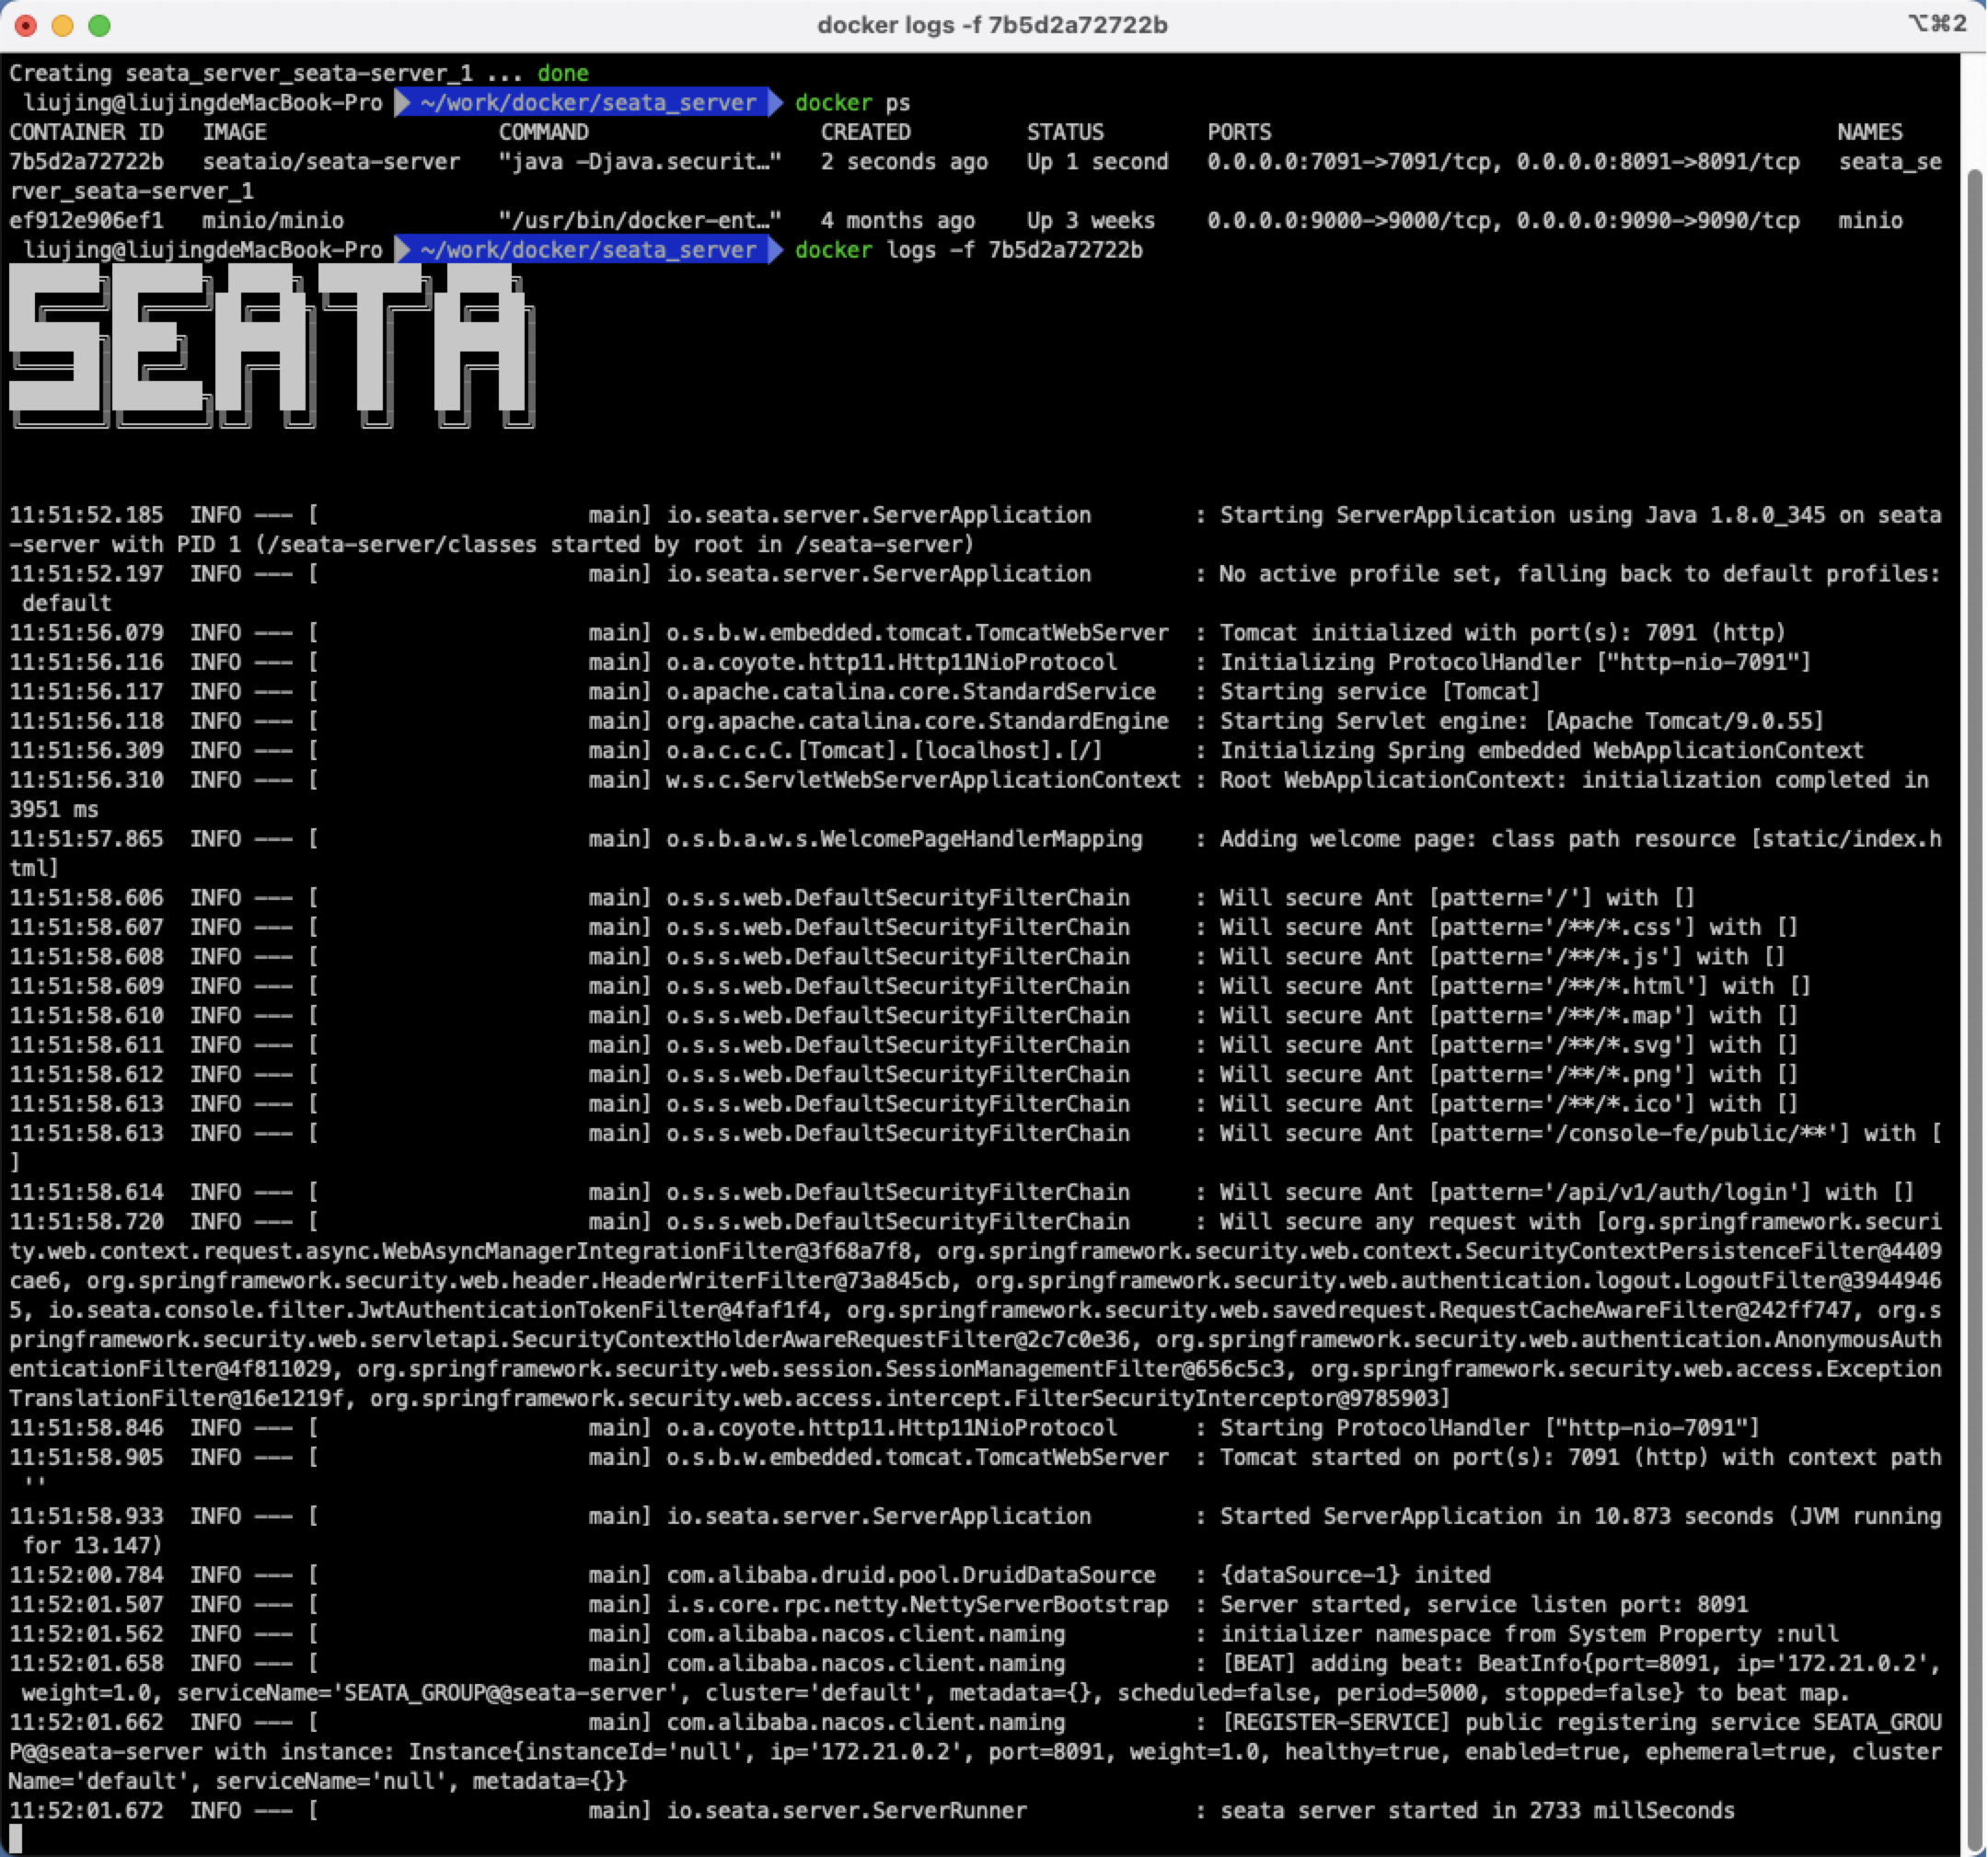 docker logs -f 7b5d2a72722b
⌥⌘2
Creating seata_server_seata-server_1 ... done
liujing@liujingdeMacBook-Pro ~/work/docker/seata_server docker ps
CONTAINER ID   IMAGE                  COMMAND                  CREATED         STATUS        PORTS                                            NAMES
7b5d2a72722b   seataio/seata-server   "java -Djava.securit…"   2 seconds ago   Up 1 second   0.0.0.0:7091->7091/tcp, 0.0.0.0:8091->8091/tcp   seata_se
rver_seata-server_1
ef912e906ef1   minio/minio            "/usr/bin/docker-ent…"   4 months ago    Up 3 weeks    0.0.0.0:9000->9000/tcp, 0.0.0.0:9090->9090/tcp   minio
liujing@liujingdeMacBook-Pro ~/work/docker/seata_server docker logs -f 7b5d2a72722b
SEATA
11:51:52.185  INFO --- [                     main] io.seata.server.ServerApplication        : Starting ServerApplication using Java 1.8.0_345 on seata
-server with PID 1 (/seata-server/classes started by root in /seata-server)
11:51:52.197  INFO --- [                     main] io.seata.server.ServerApplication        : No active profile set, falling back to default profiles:
default
11:51:56.079  INFO --- [                     main] o.s.b.w.embedded.tomcat.TomcatWebServer  : Tomcat initialized with port(s): 7091 (http)
11:51:56.116  INFO --- [                     main] o.a.coyote.http11.Http11NioProtocol      : Initializing ProtocolHandler ["http-nio-7091"]
11:51:56.117  INFO --- [                     main] o.apache.catalina.core.StandardService   : Starting service [Tomcat]
11:51:56.118  INFO --- [                     main] org.apache.catalina.core.StandardEngine  : Starting Servlet engine: [Apache Tomcat/9.0.55]
11:51:56.309  INFO --- [                     main] o.a.c.c.C.[Tomcat].[localhost].[/]       : Initializing Spring embedded WebApplicationContext
11:51:56.310  INFO --- [                     main] w.s.c.ServletWebServerApplicationContext : Root WebApplicationContext: initialization completed in
3951 ms
11:51:57.865  INFO --- [                     main] o.s.b.a.w.s.WelcomePageHandlerMapping    : Adding welcome page: class path resource [static/index.h
tml]
11:51:58.606  INFO --- [                     main] o.s.s.web.DefaultSecurityFilterChain     : Will secure Ant [pattern='/'] with []
11:51:58.607  INFO --- [                     main] o.s.s.web.DefaultSecurityFilterChain     : Will secure Ant [pattern='/**/*.css'] with []
11:51:58.608  INFO --- [                     main] o.s.s.web.DefaultSecurityFilterChain     : Will secure Ant [pattern='/**/*.js'] with []
11:51:58.609  INFO --- [                     main] o.s.s.web.DefaultSecurityFilterChain     : Will secure Ant [pattern='/**/*.html'] with []
11:51:58.610  INFO --- [                     main] o.s.s.web.DefaultSecurityFilterChain     : Will secure Ant [pattern='/**/*.map'] with []
11:51:58.611  INFO --- [                     main] o.s.s.web.DefaultSecurityFilterChain     : Will secure Ant [pattern='/**/*.svg'] with []
11:51:58.612  INFO --- [                     main] o.s.s.web.DefaultSecurityFilterChain     : Will secure Ant [pattern='/**/*.png'] with []
11:51:58.613  INFO --- [                     main] o.s.s.web.DefaultSecurityFilterChain     : Will secure Ant [pattern='/**/*.ico'] with []
11:51:58.613  INFO --- [                     main] o.s.s.web.DefaultSecurityFilterChain     : Will secure Ant [pattern='/console-fe/public/**'] with [
]
11:51:58.614  INFO --- [                     main] o.s.s.web.DefaultSecurityFilterChain     : Will secure Ant [pattern='/api/v1/auth/login'] with []
11:51:58.720  INFO --- [                     main] o.s.s.web.DefaultSecurityFilterChain     : Will secure any request with [org.springframework.securi
ty.web.context.request.async.WebAsyncManagerIntegrationFilter@3f68a7f8, org.springframework.security.web.context.SecurityContextPersistenceFilter@4409
cae6, org.springframework.security.web.header.HeaderWriterFilter@73a845cb, org.springframework.security.web.authentication.logout.LogoutFilter@3944946
5, io.seata.console.filter.JwtAuthenticationTokenFilter@4faf1f4, org.springframework.security.web.savedrequest.RequestCacheAwareFilter@242ff747, org.s
pringframework.security.web.servletapi.SecurityContextHolderAwareRequestFilter@2c7c0e36, org.springframework.security.web.authentication.AnonymousAuth
enticationFilter@4f811029, org.springframework.security.web.session.SessionManagementFilter@656c5c3, org.springframework.security.web.access.Exception
TranslationFilter@16e1219f, org.springframework.security.web.access.intercept.FilterSecurityInterceptor@9785903]
11:51:58.846  INFO --- [                     main] o.a.coyote.http11.Http11NioProtocol      : Starting ProtocolHandler ["http-nio-7091"]
11:51:58.905  INFO --- [                     main] o.s.b.w.embedded.tomcat.TomcatWebServer  : Tomcat started on port(s): 7091 (http) with context path
''
11:51:58.933  INFO --- [                     main] io.seata.server.ServerApplication        : Started ServerApplication in 10.873 seconds (JVM running
for 13.147)
11:52:00.784  INFO --- [                     main] com.alibaba.druid.pool.DruidDataSource   : {dataSource-1} inited
11:52:01.507  INFO --- [                     main] i.s.core.rpc.netty.NettyServerBootstrap  : Server started, service listen port: 8091
11:52:01.562  INFO --- [                     main] com.alibaba.nacos.client.naming          : initializer namespace from System Property :null
11:52:01.658  INFO --- [                     main] com.alibaba.nacos.client.naming          : [BEAT] adding beat: BeatInfo{port=8091, ip='172.21.0.2',
weight=1.0, serviceName='SEATA_GROUP@@seata-server', cluster='default', metadata={}, scheduled=false, period=5000, stopped=false} to beat map.
11:52:01.662  INFO --- [                     main] com.alibaba.nacos.client.naming          : [REGISTER-SERVICE] public registering service SEATA_GROU
P@@seata-server with instance: Instance{instanceId='null', ip='172.21.0.2', port=8091, weight=1.0, healthy=true, enabled=true, ephemeral=true, cluster
Name='default', serviceName='null', metadata={}}
11:52:01.672  INFO --- [                     main] io.seata.server.ServerRunner             : seata server started in 2733 millSeconds